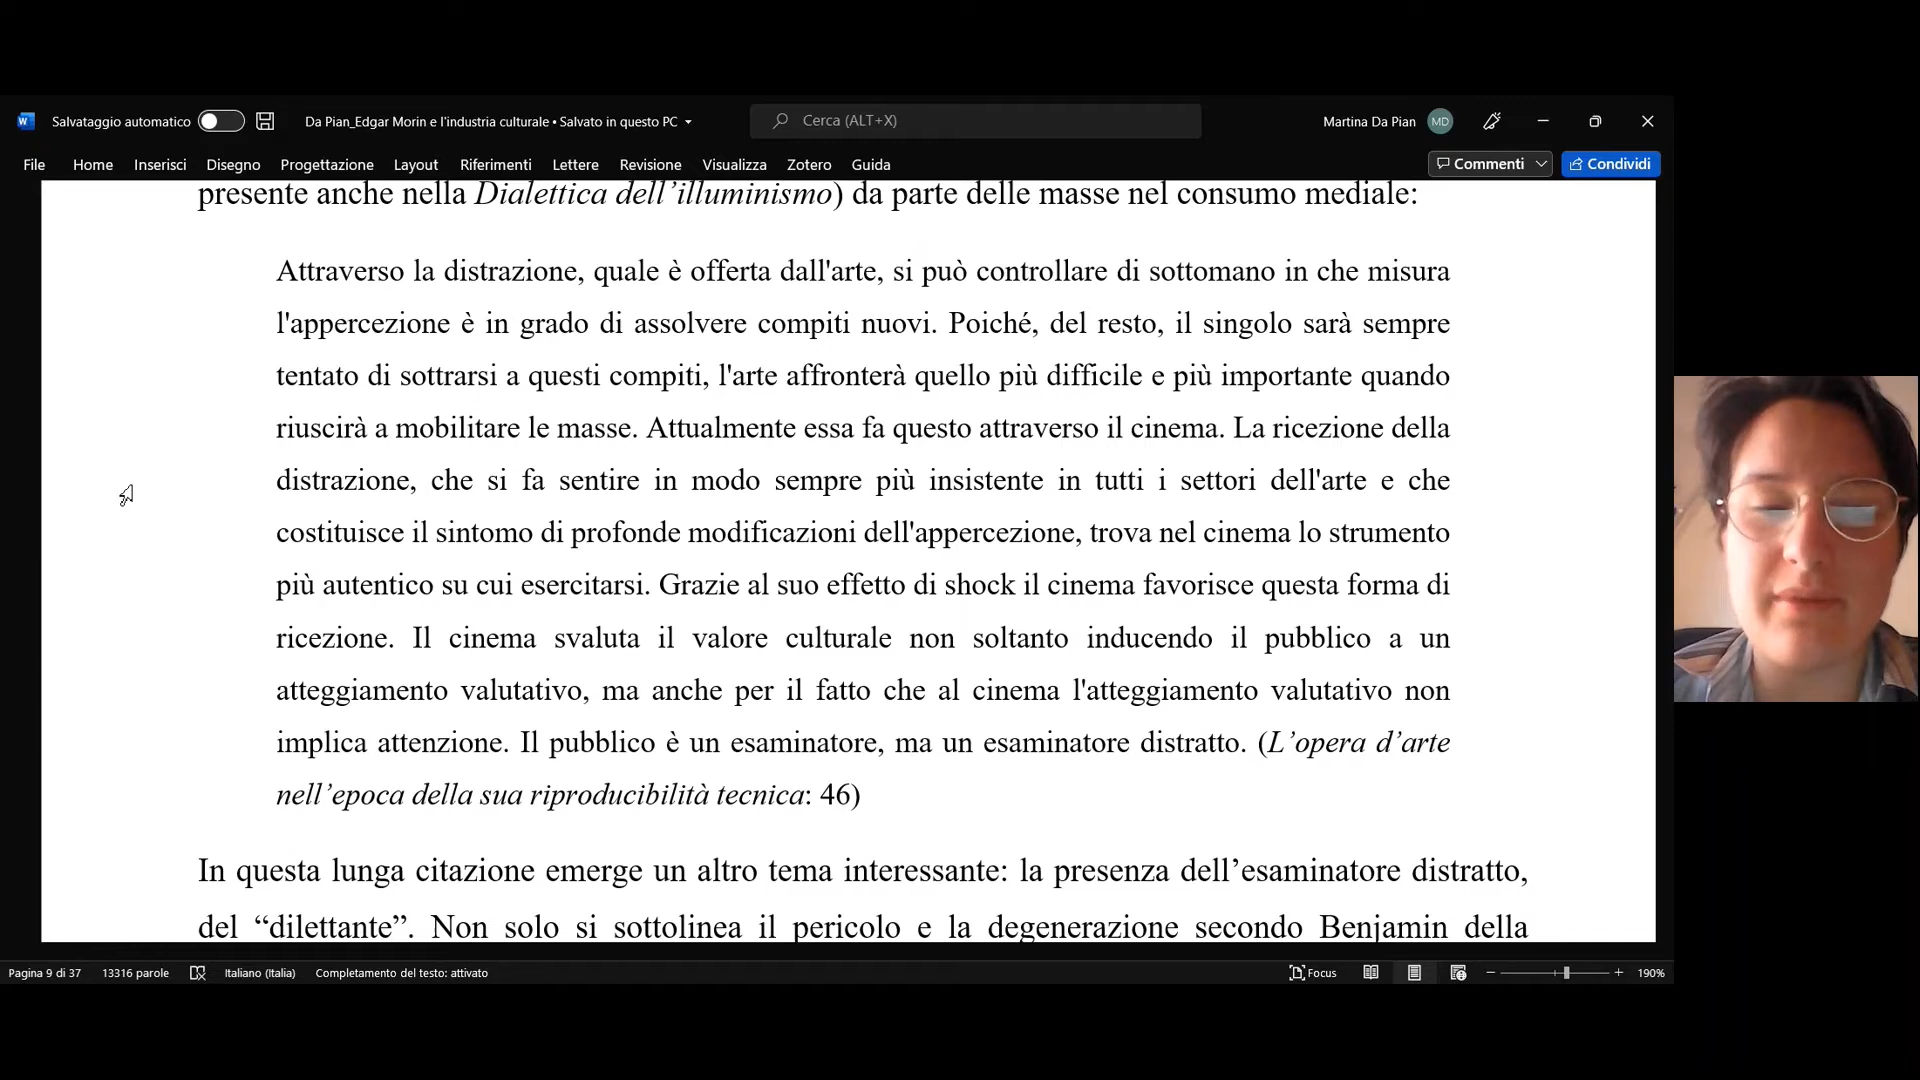 Salvataggio automatico
Da Pian_Edgar Morin e l'industria culturale • Salvato in questo PC
Cerca (ALT+X)
Martina Da Pian
MD
File Home Inserisci Disegno Progettazione Layout Riferimenti Lettere Revisione Visualizza Zotero Guida
Commenti
Condividi
presente anche nella Dialettica dell’illuminismo) da parte delle masse nel consumo mediale:
Attraverso la distrazione, quale è offerta dall'arte, si può controllare di sottomano in che misura
l'appercezione è in grado di assolvere compiti nuovi. Poiché, del resto, il singolo sarà sempre
tentato di sottrarsi a questi compiti, l'arte affronterà quello più difficile e più importante quando
riuscirà a mobilitare le masse. Attualmente essa fa questo attraverso il cinema. La ricezione della
distrazione, che si fa sentire in modo sempre più insistente in tutti i settori dell'arte e che
costituisce il sintomo di profonde modificazioni dell'appercezione, trova nel cinema lo strumento
più autentico su cui esercitarsi. Grazie al suo effetto di shock il cinema favorisce questa forma di
ricezione. Il cinema svaluta il valore culturale non soltanto inducendo il pubblico a un
atteggiamento valutativo, ma anche per il fatto che al cinema l'atteggiamento valutativo non
implica attenzione. Il pubblico è un esaminatore, ma un esaminatore distratto. (L’opera d’arte
nell’epoca della sua riproducibilità tecnica: 46)
In questa lunga citazione emerge un altro tema interessante: la presenza dell’esaminatore distratto,
del “dilettante”. Non solo si sottolinea il pericolo e la degenerazione secondo Benjamin della
Pagina 9 di 37
13316 parole
Italiano (Italia)
Completamento del testo: attivato
Focus
190%